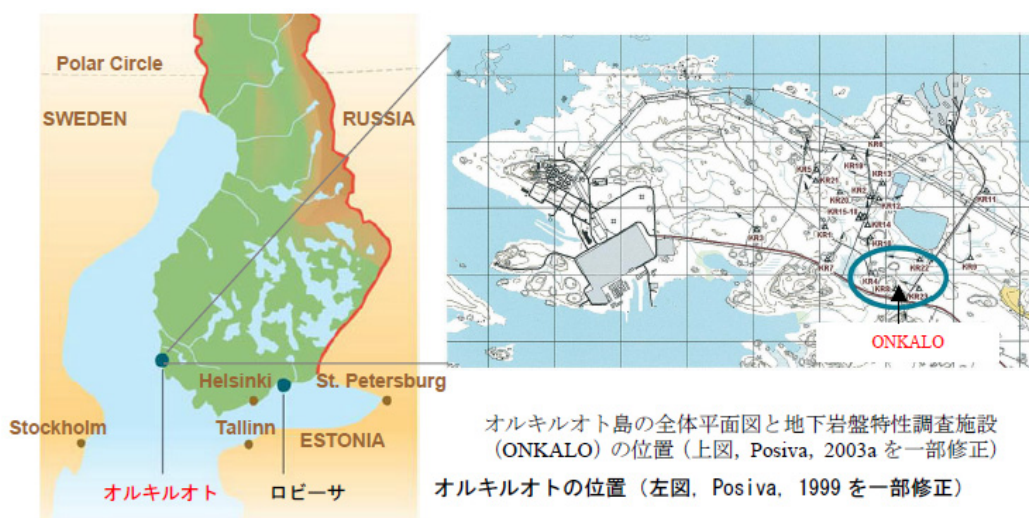 Polar Circle
SWEDEN
RUSSIA
Helsinki
St. Petersburg
Stockholm
Tallinn
ESTONIA
オルキルオト
ロビーサ
KR6
KR5
KR19
KR21
KR13
KR20
KR2
KR12
KR11
KR15-18
KR14
KR1
KR3
KR10
KR7
KR22
KR9
KR4
KR8
KR23
ONKALO
オルキルオト島の全体平面図と地下岩盤特性調査施設
(ONKALO) の位置 (上図, Posiva, 2003a を一部修正)
オルキルオトの位置 (左図, Posiva, 1999 を一部修正)